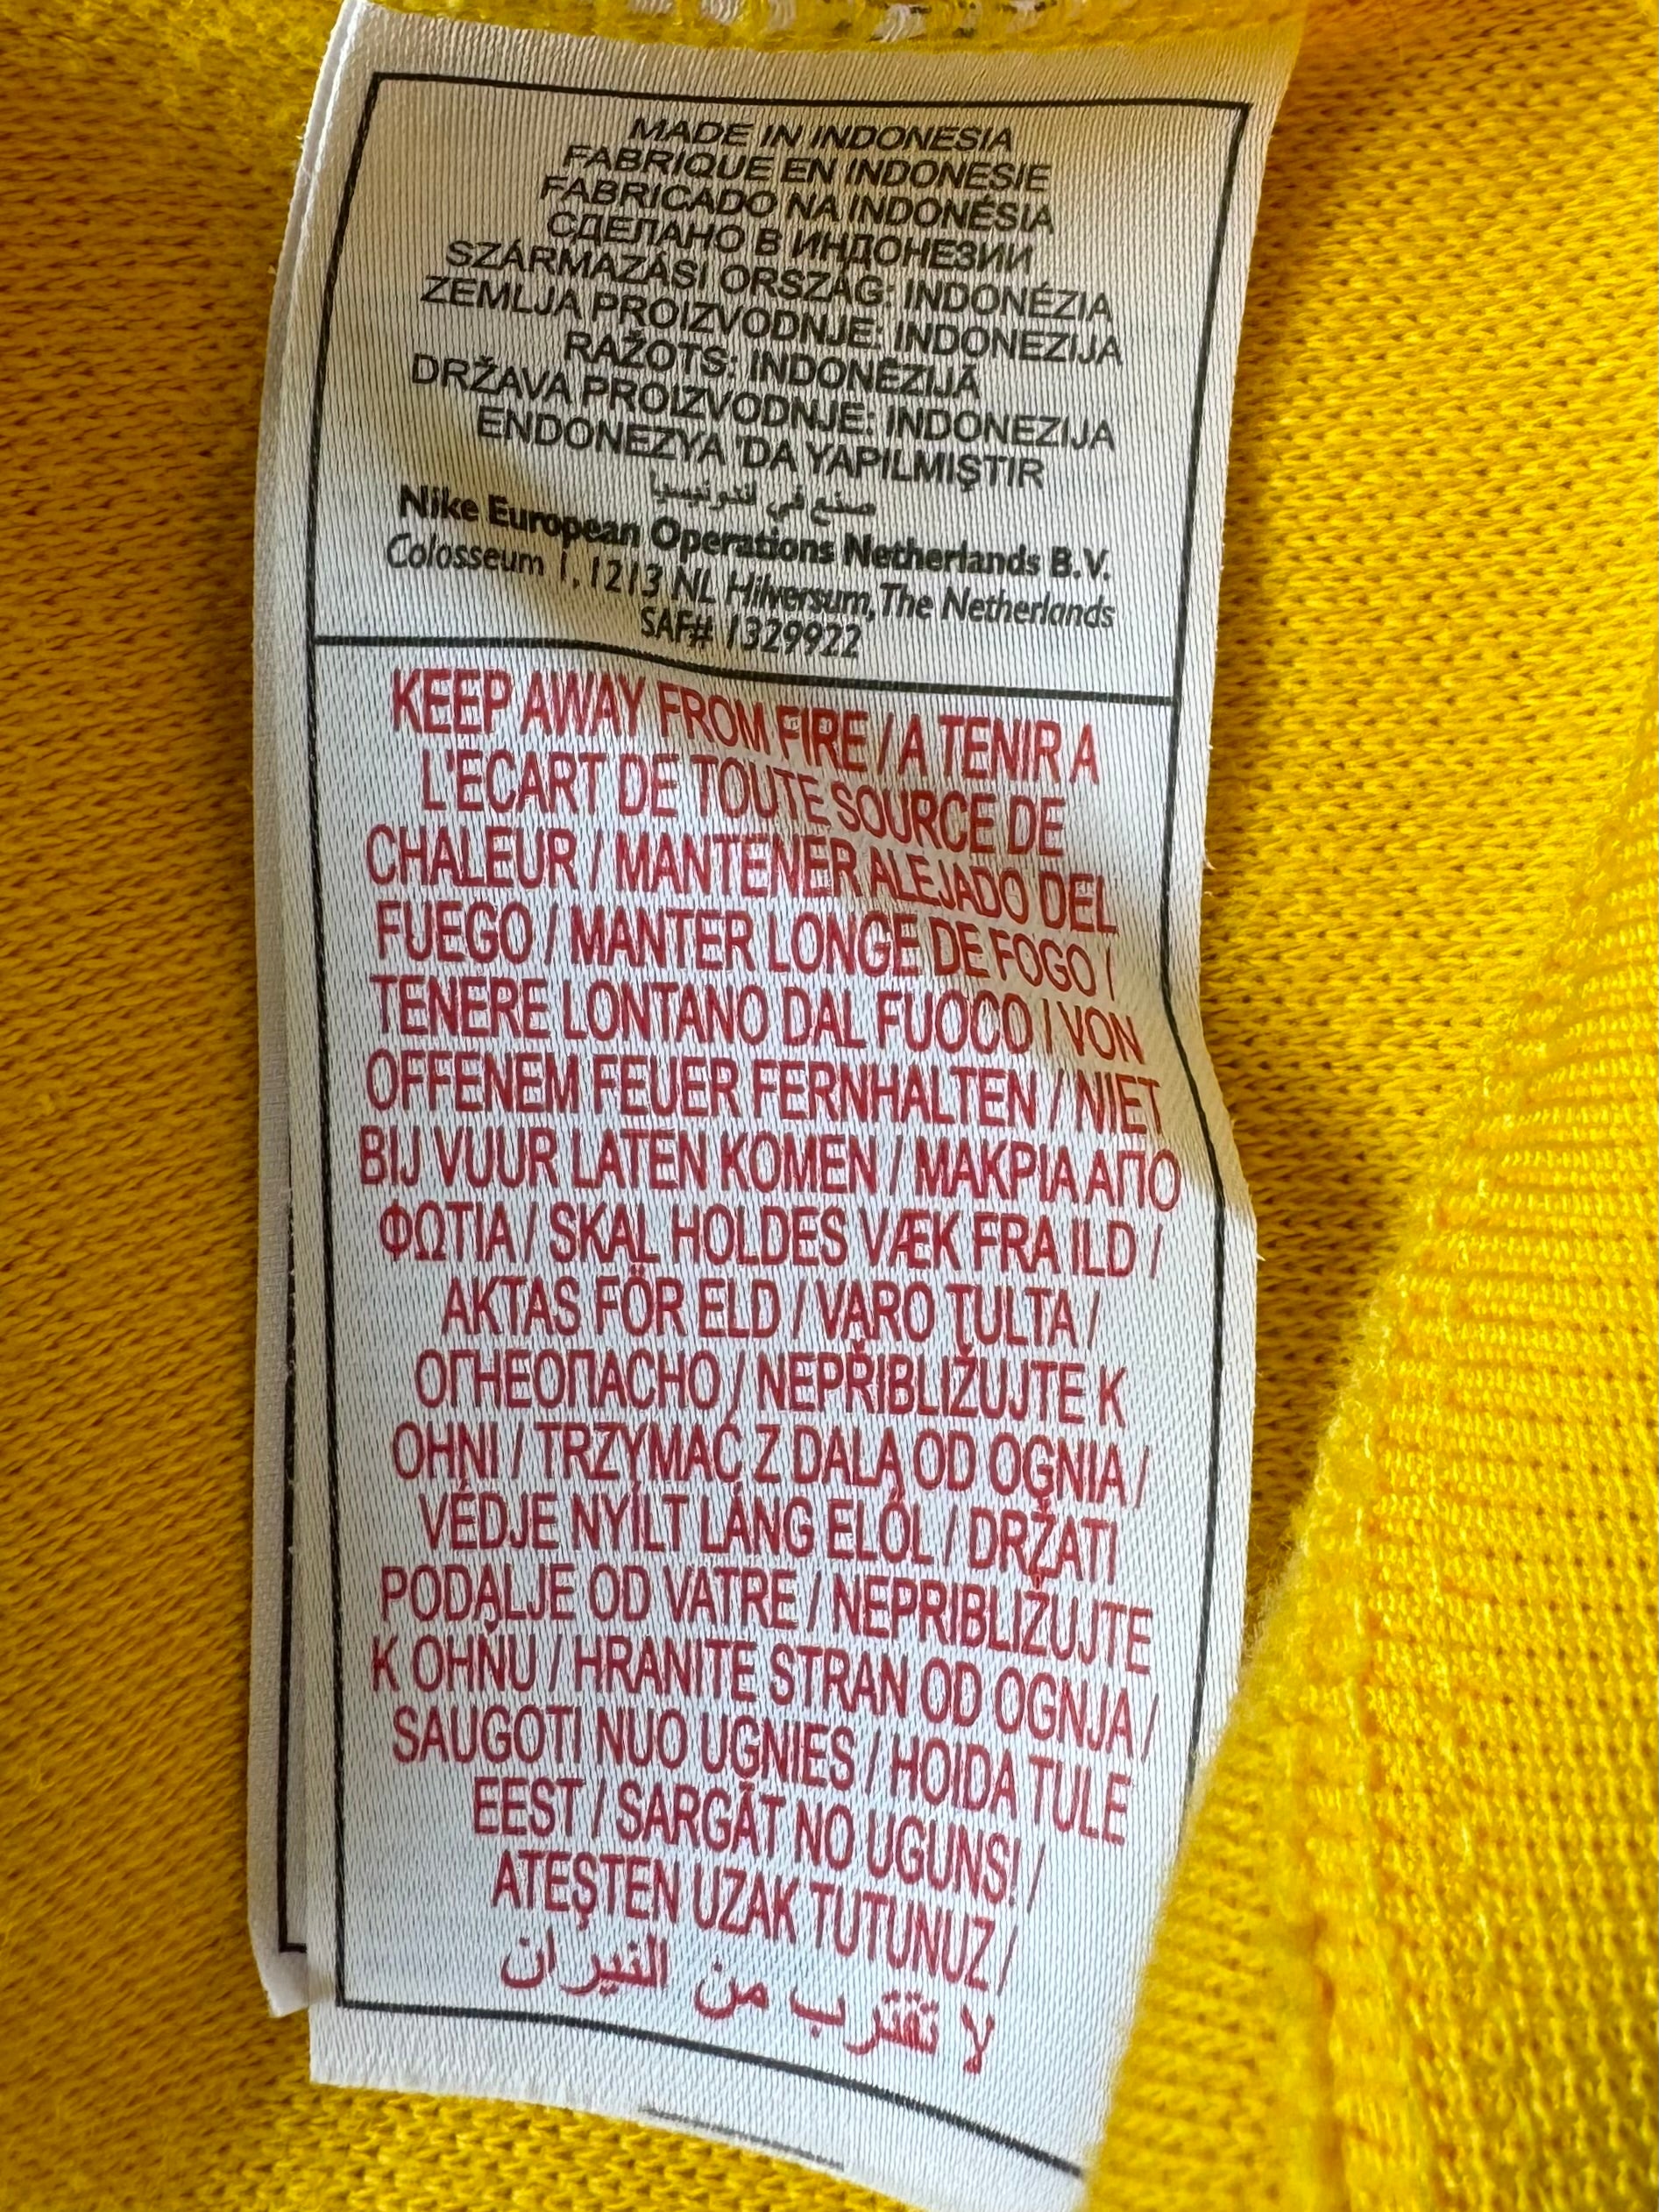 MADE IN INDONESIA
FABRIQUE EN INDONESIE
FABRICADO NA INDONÉSIA
СДЕЛАНО В ИНДОНЕЗИИ
SZÁRMAZÁSI ORSZÁG: INDONÉZIA
ZEMLJA PROIZVODNJE: INDONEZIJA
RAŽOTS: INDONĒZIJĀ
DRŽAVA PROIZVODNJE: INDONEZIJA
ENDONEZYA 'DA YAPILMIŞTIR
صنع في اندونيسيا
Nike European Operations Netherlands B.V.
Colosseum 1, 1213 NL Hilversum, The Netherlands
SAF# 1329922
KEEP AWAY FROM FIRE / A TENIR A
L'ECART DE TOUTE SOURCE DE
CHALEUR / MANTENER ALEJADO DEL
FUEGO / MANTER LONGE DE FOGO /
TENERE LONTANO DAL FUOCO / VON
OFFENEM FEUER FERNHALTEN / NIET
BIJ VUUR LATEN KOMEN / ΜΑΚΡΙΑ ΑΠΟ
ΦΩΤΙΑ / SKAL HOLDES VÆK FRA ILD /
AKTAS FÖR ELD / VARO TULTA /
ОГНЕОПАСНО / NEPŘIBLIŽUJTE K
OHNI / TRZYMAĆ Z DALA OD OGNIA /
VÉDJE NYÍLT LÁNG ELŐL / DRŽATI
PODALJE OD VATRE / NEPRIBLIŽUJTE
K OHŇU / HRANITE STRAN OD OGNJA /
SAUGOTI NUO UGNIES / HOIDA TULE
EEST / SARGĀT NO UGUNS! /
ATEŞTEN UZAK TUTUNUZ /
لا تقترب من النيران